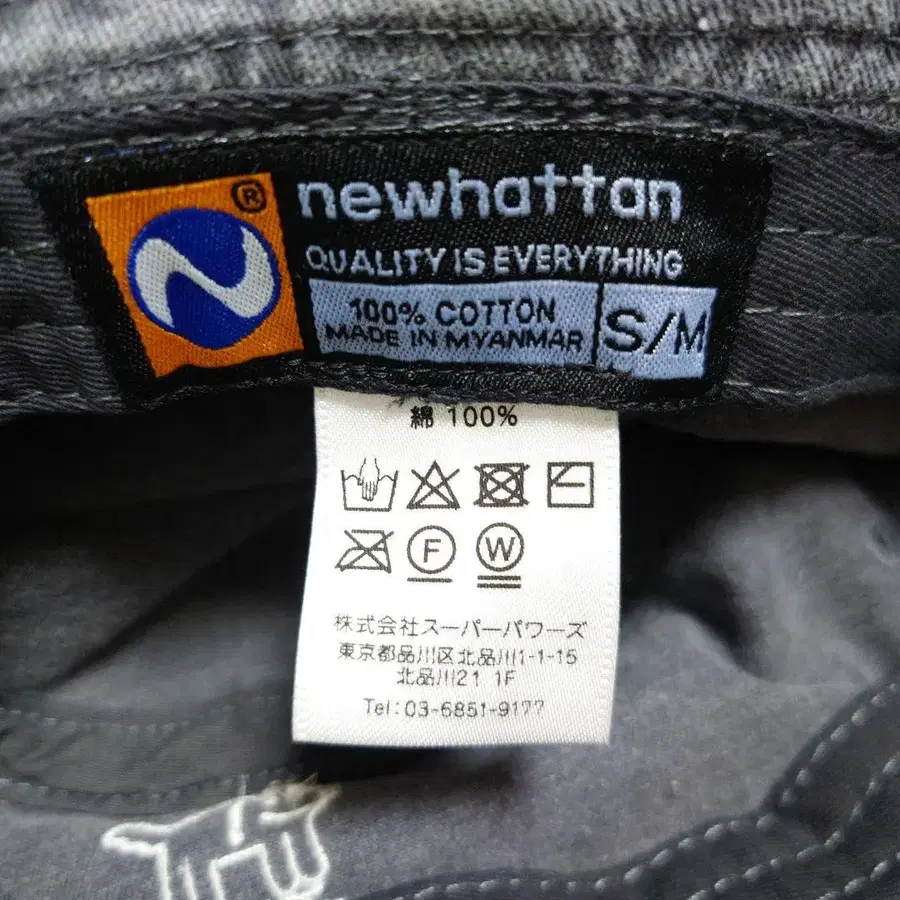 ®
newhattan
QUALITY IS EVERYTHING
100% COTTON
MADE IN MYANMAR
S/M
綿 100%
F
W
株式会社スーパーパワーズ
東京都品川区北品川1-1-15
北品川21 1F
Tel:03-6851-9177